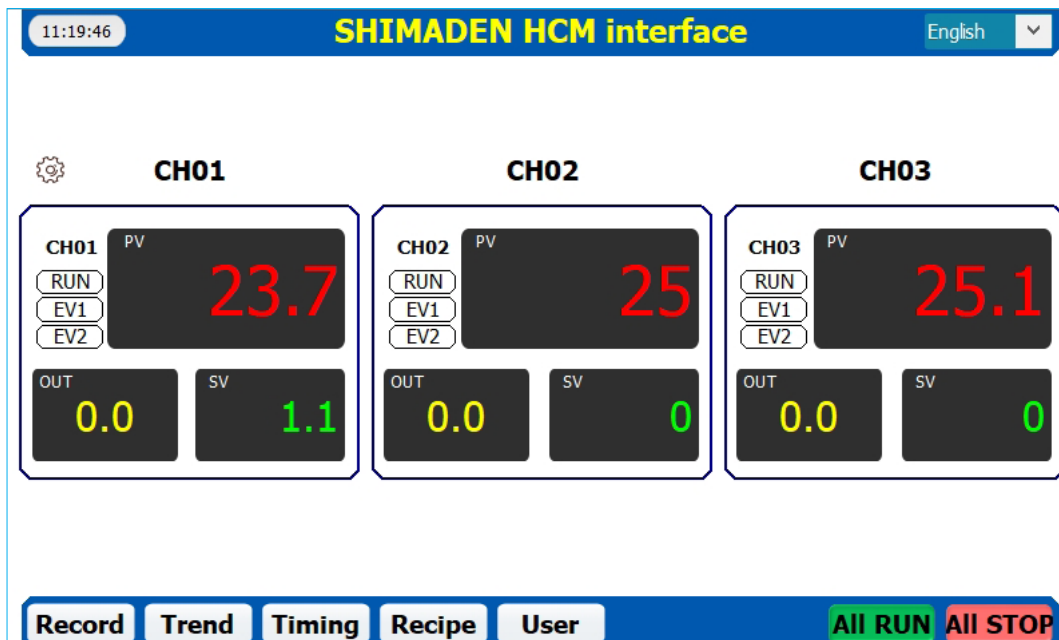 11:19:46 SHIMADEN HCM interface English
CH01 CH02 CH03
CH01 PV 23.7
RUN
EV1
EV2
OUT 0.0 SV 1.1
CH02 PV 25
RUN
EV1
EV2
OUT 0.0 SV 0
CH03 PV 25.1
RUN
EV1
EV2
OUT 0.0 SV 0
Record Trend Timing Recipe User All RUN All STOP